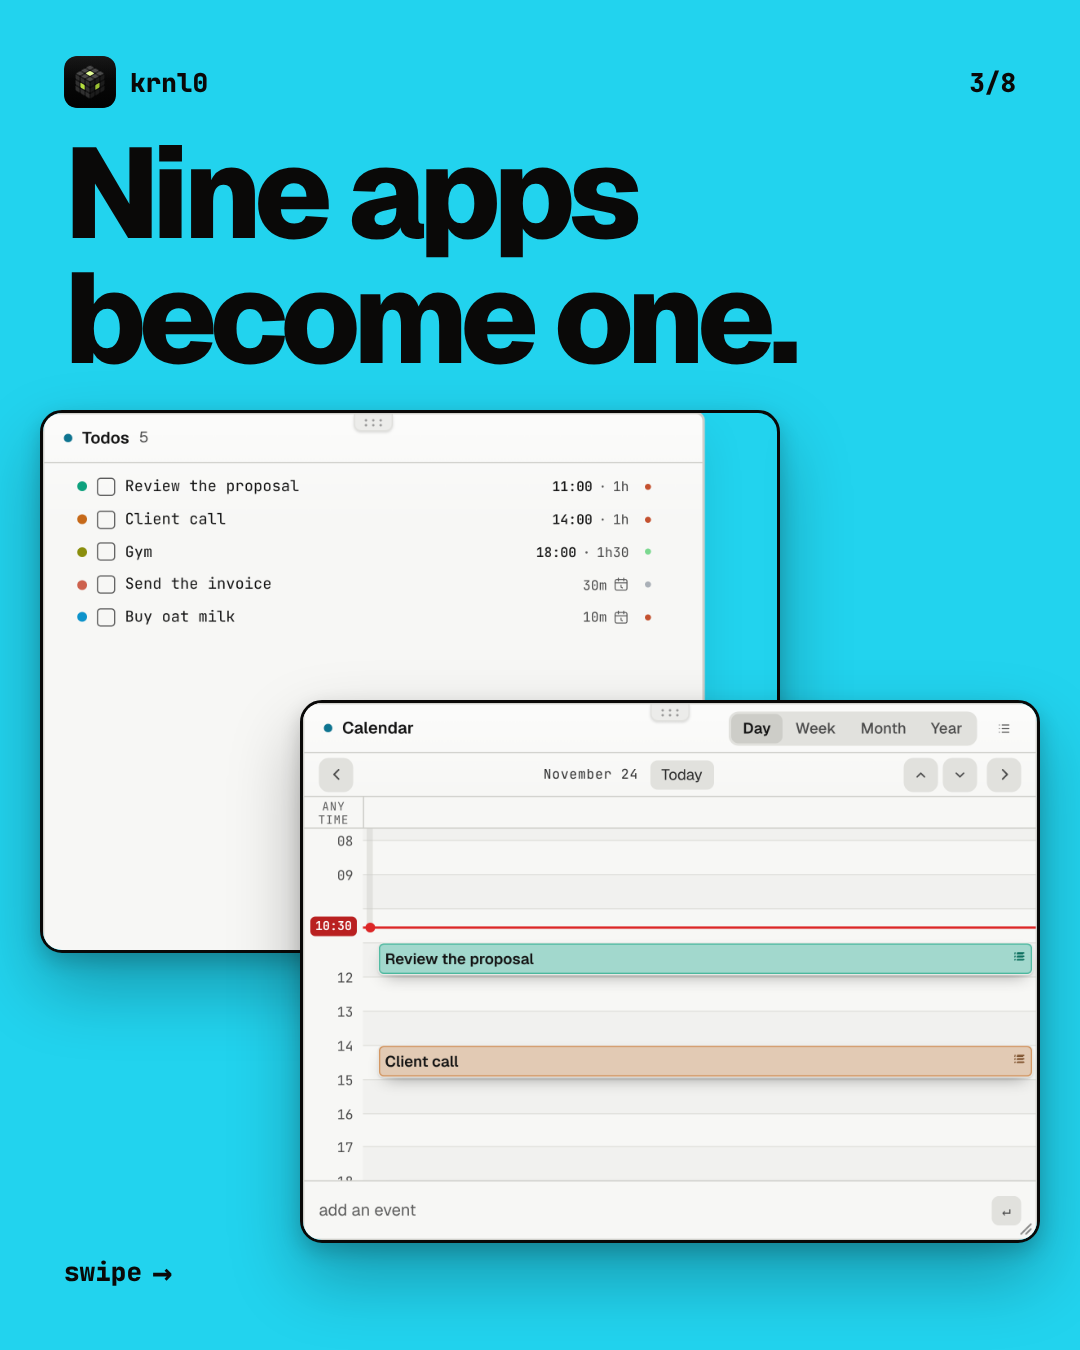 krnl0
3/8
Nine apps
become one.
Todos 5
Review the proposal 11:00 · 1h
Client call 14:00 · 1h
Gym 18:00 · 1h30
Send the invoice 30m
Buy oat milk 10m
Calendar
Day Week Month Year
November 24 Today
ANY
TIME
08
09
10:30
Review the proposal
12
13
14
Client call
15
16
17
18
add an event
swipe →